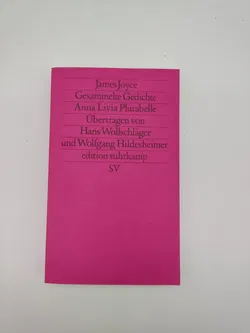 James Joyce
Gesammelte Gedichte
Anna Livia Plurabelle
Übertragen von
Hans Wollschläger
und Wolfgang Hildesheimer
edition suhrkamp
SV